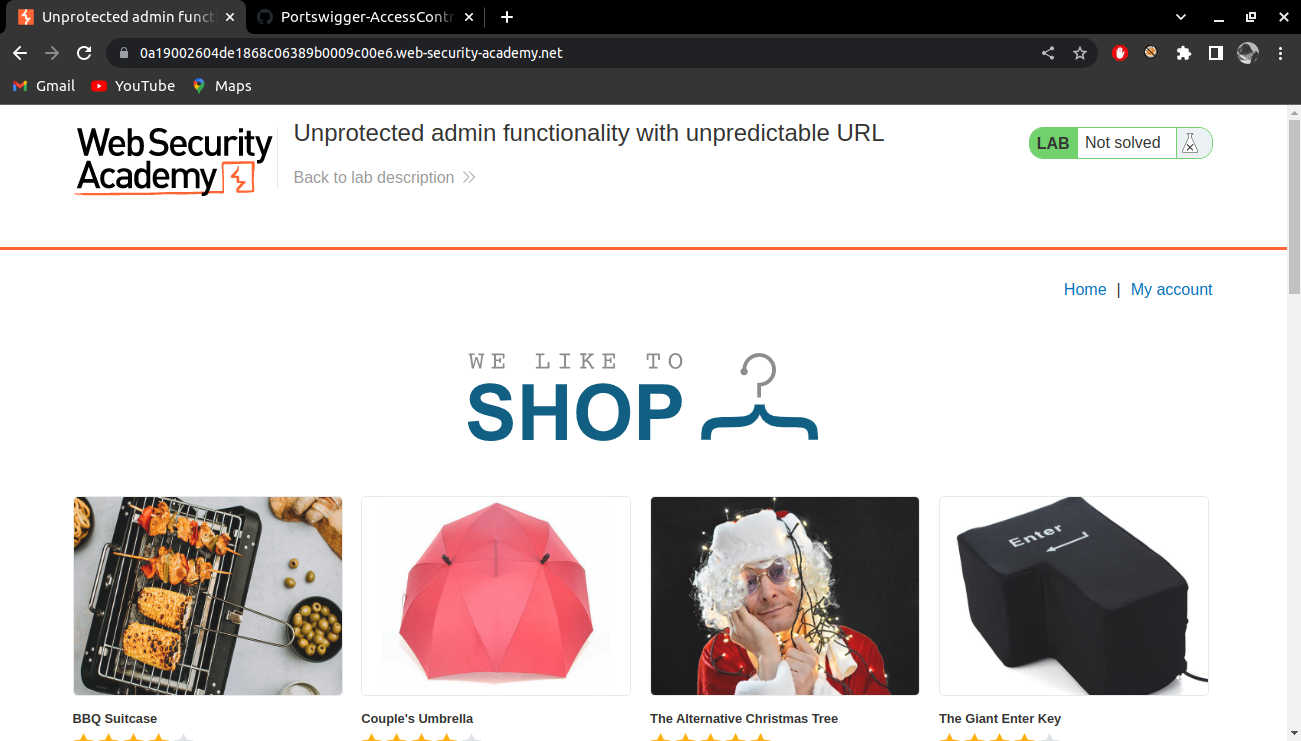 Unprotected admin funct
Portswigger-AccessContr
0a19002604de1868c06389b0009c00e6.web-security-academy.net
Gmail
YouTube
Maps
Web Security
Academy
Unprotected admin functionality with unpredictable URL
Back to lab description
LAB
Not solved
Home | My account
WE LIKE TO
SHOP
Enter
BBQ Suitcase
Couple's Umbrella
The Alternative Christmas Tree
The Giant Enter Key